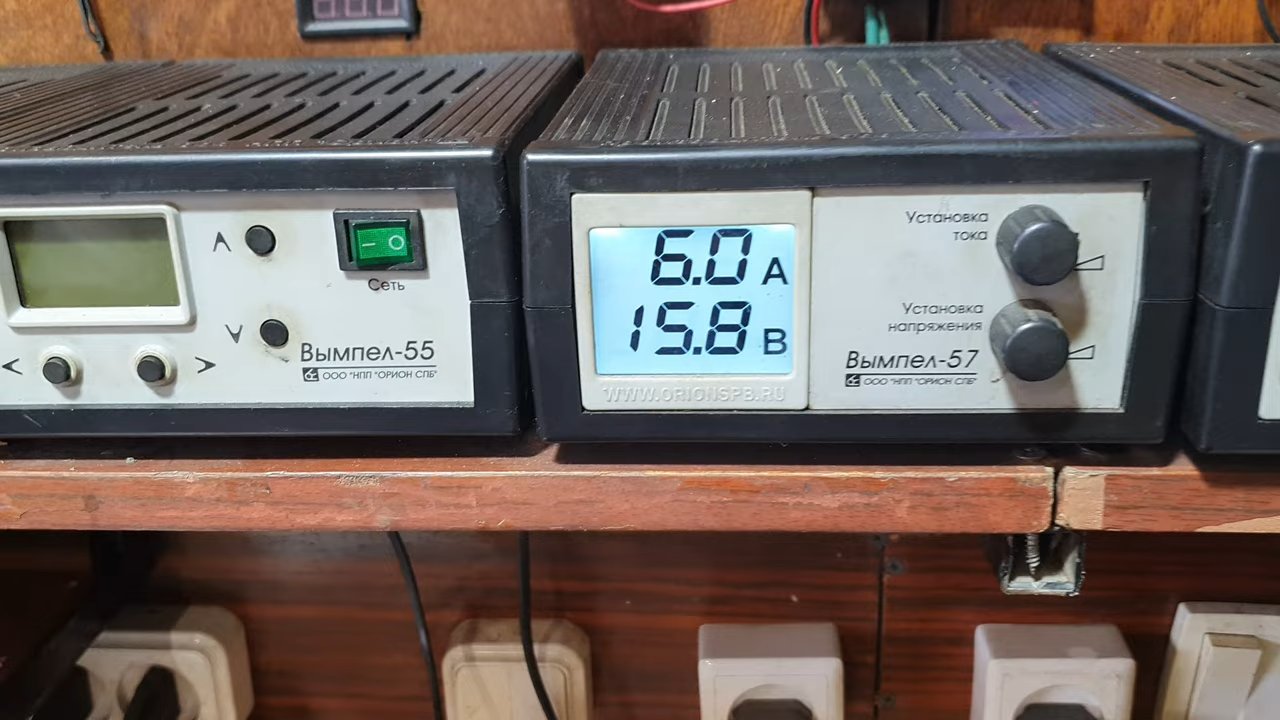 Сеть
Вымпел-55
ООО "НПП "ОРИОН СПБ"
6.0 А
15.8 В
WWW.ORIONSPB.RU
Установка
тока
Установка
напряжения
Вымпел-57
ООО "НПП "ОРИОН СПБ"